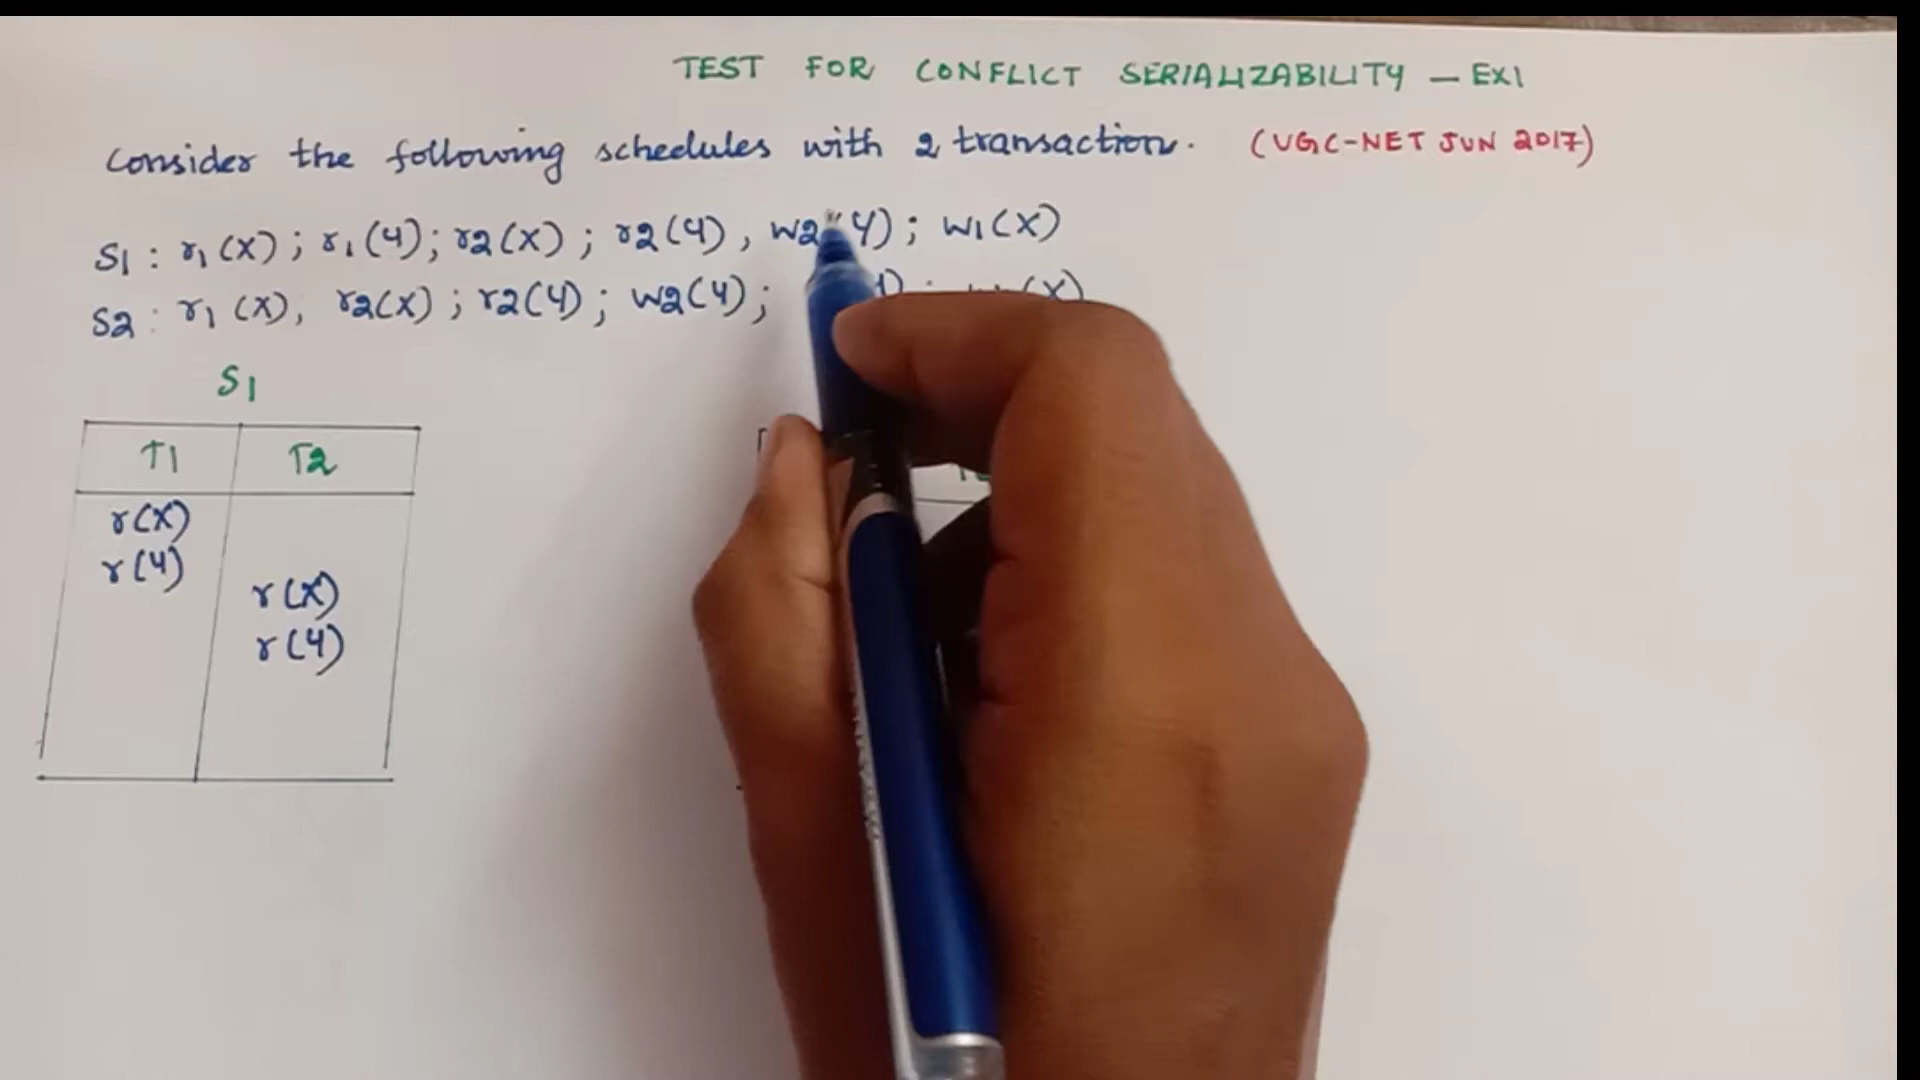 TEST FOR CONFLICT SERIALIZABILITY - EX1
Consider the following schedules with 2 transaction. (UGC-NET JUN 2017)
S1 : r1(X) ; r1(Y) ; r2(X) ; r2(Y) , w2(Y) ; w1(X)
S2 : r1(X), r2(X) ; r2(Y) ; w2(Y) ; (X)
S1
T1 T2
r(X)
r(Y)
r(X)
r(Y)